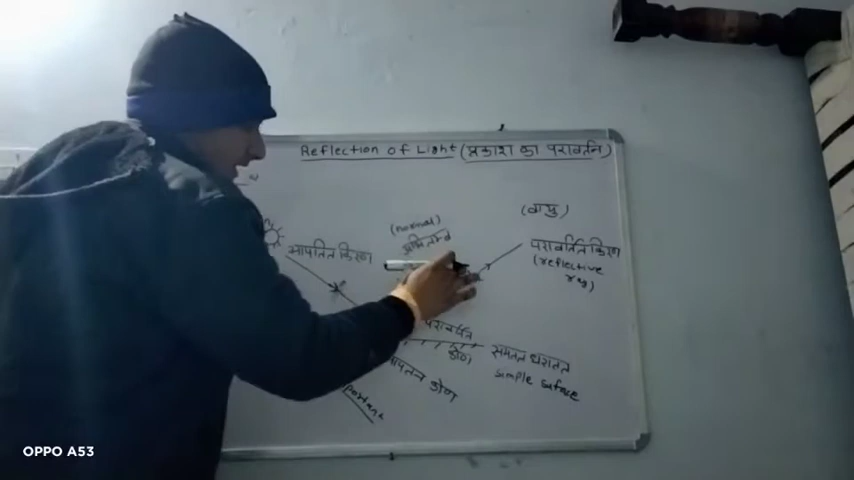 Reflection of Light (प्रकाश का परावर्तन)
(वायु)
(normal)
अभिलम्ब
आपतित किरण
परावर्तित किरण
(reflective
ray)
परावर्तन
कोण
समतल धरातल
simple surface
कोण
OPPO A53